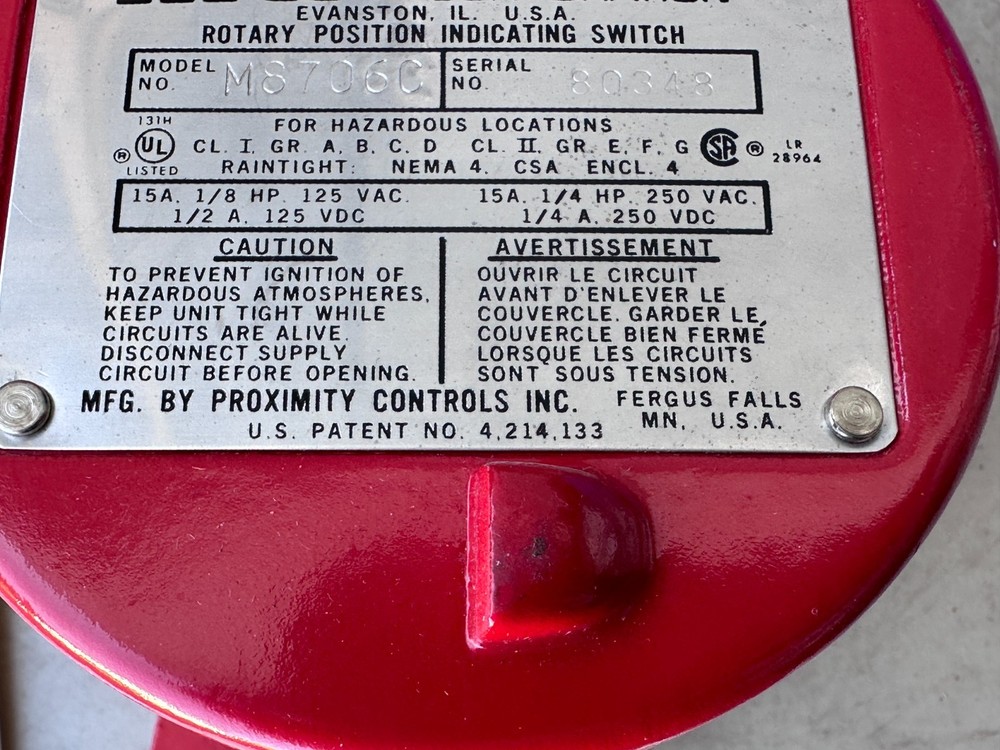 EVANSTON, IL. U.S.A.
ROTARY POSITION INDICATING SWITCH
MODEL NO. M8706C SERIAL NO. 80348
FOR HAZARDOUS LOCATIONS
131H UL ® LISTED
CL. I, GR. A, B, C, D CL. II, GR. E, F, G
SA ® LR 28964
RAINTIGHT: NEMA 4, CSA ENCL. 4
15A, 1/8 HP. 125 VAC. 15A, 1/4 HP. 250 VAC.
1/2 A, 125 VDC 1/4 A, 250 VDC
CAUTION
TO PREVENT IGNITION OF
HAZARDOUS ATMOSPHERES,
KEEP UNIT TIGHT WHILE
CIRCUITS ARE ALIVE.
DISCONNECT SUPPLY
CIRCUIT BEFORE OPENING.
AVERTISSEMENT
OUVRIR LE CIRCUIT
AVANT D'ENLEVER LE
COUVERCLE. GARDER LE
COUVERCLE BIEN FERMÉ
LORSQUE LES CIRCUITS
SONT SOUS TENSION.
MFG. BY PROXIMITY CONTROLS INC. FERGUS FALLS
MN, U.S.A.
U.S. PATENT NO. 4,214,133